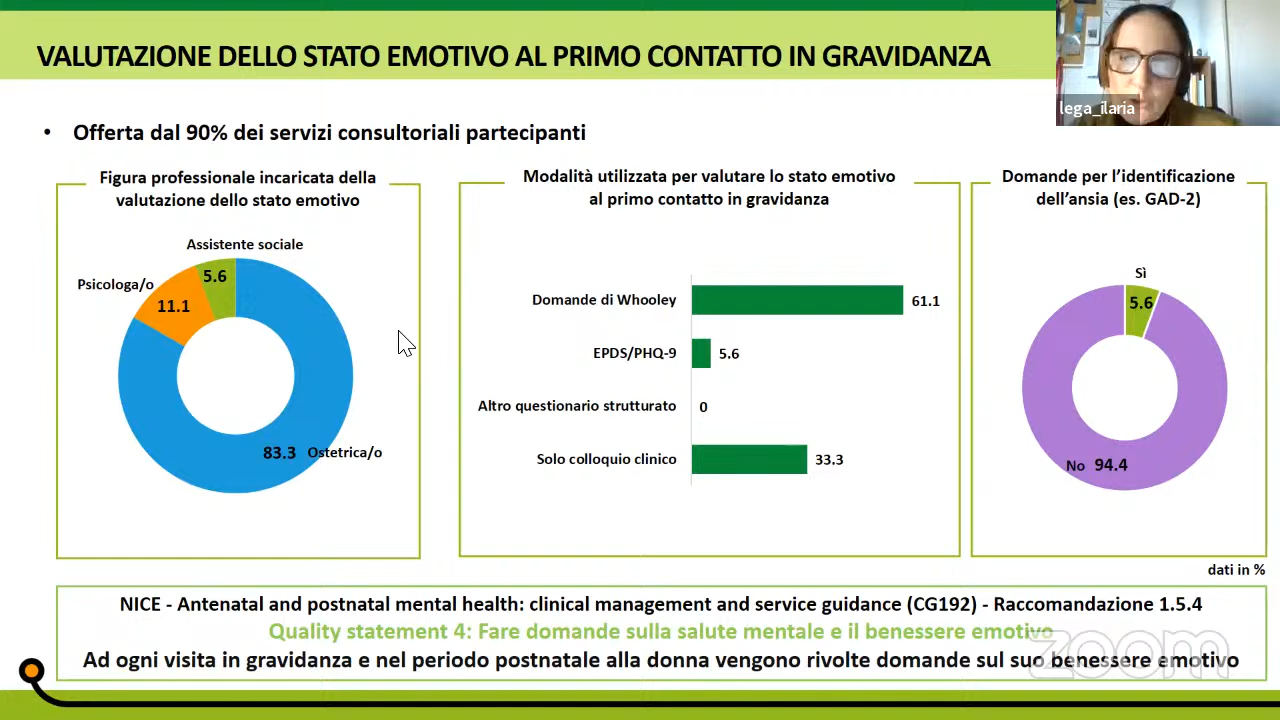 VALUTAZIONE DELLO STATO EMOTIVO AL PRIMO CONTATTO IN GRAVIDANZA
lega_ilaria
• Offerta dal 90% dei servizi consultoriali partecipanti
Figura professionale incaricata della
valutazione dello stato emotivo
Assistente sociale
5.6
Psicologa/o
11.1
83.3 Ostetrica/o
Modalità utilizzata per valutare lo stato emotivo
al primo contatto in gravidanza
Domande di Whooley 61.1
EPDS/PHQ-9 5.6
Altro questionario strutturato 0
Solo colloquio clinico 33.3
Domande per l’identificazione
dell’ansia (es. GAD-2)
Sì
5.6
No 94.4
dati in %
NICE - Antenatal and postnatal mental health: clinical management and service guidance (CG192) - Raccomandazione 1.5.4
Quality statement 4: Fare domande sulla salute mentale e il benessere emotivo
Ad ogni visita in gravidanza e nel periodo postnatale alla donna vengono rivolte domande sul suo benessere emotivo
zoom